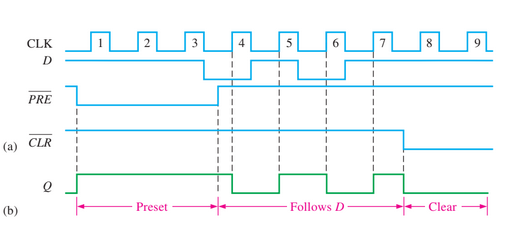 CLK 1 2 3 4 5 6 7 8 9
D
PRE
(a) CLR
Q
(b) Preset Follows D Clear